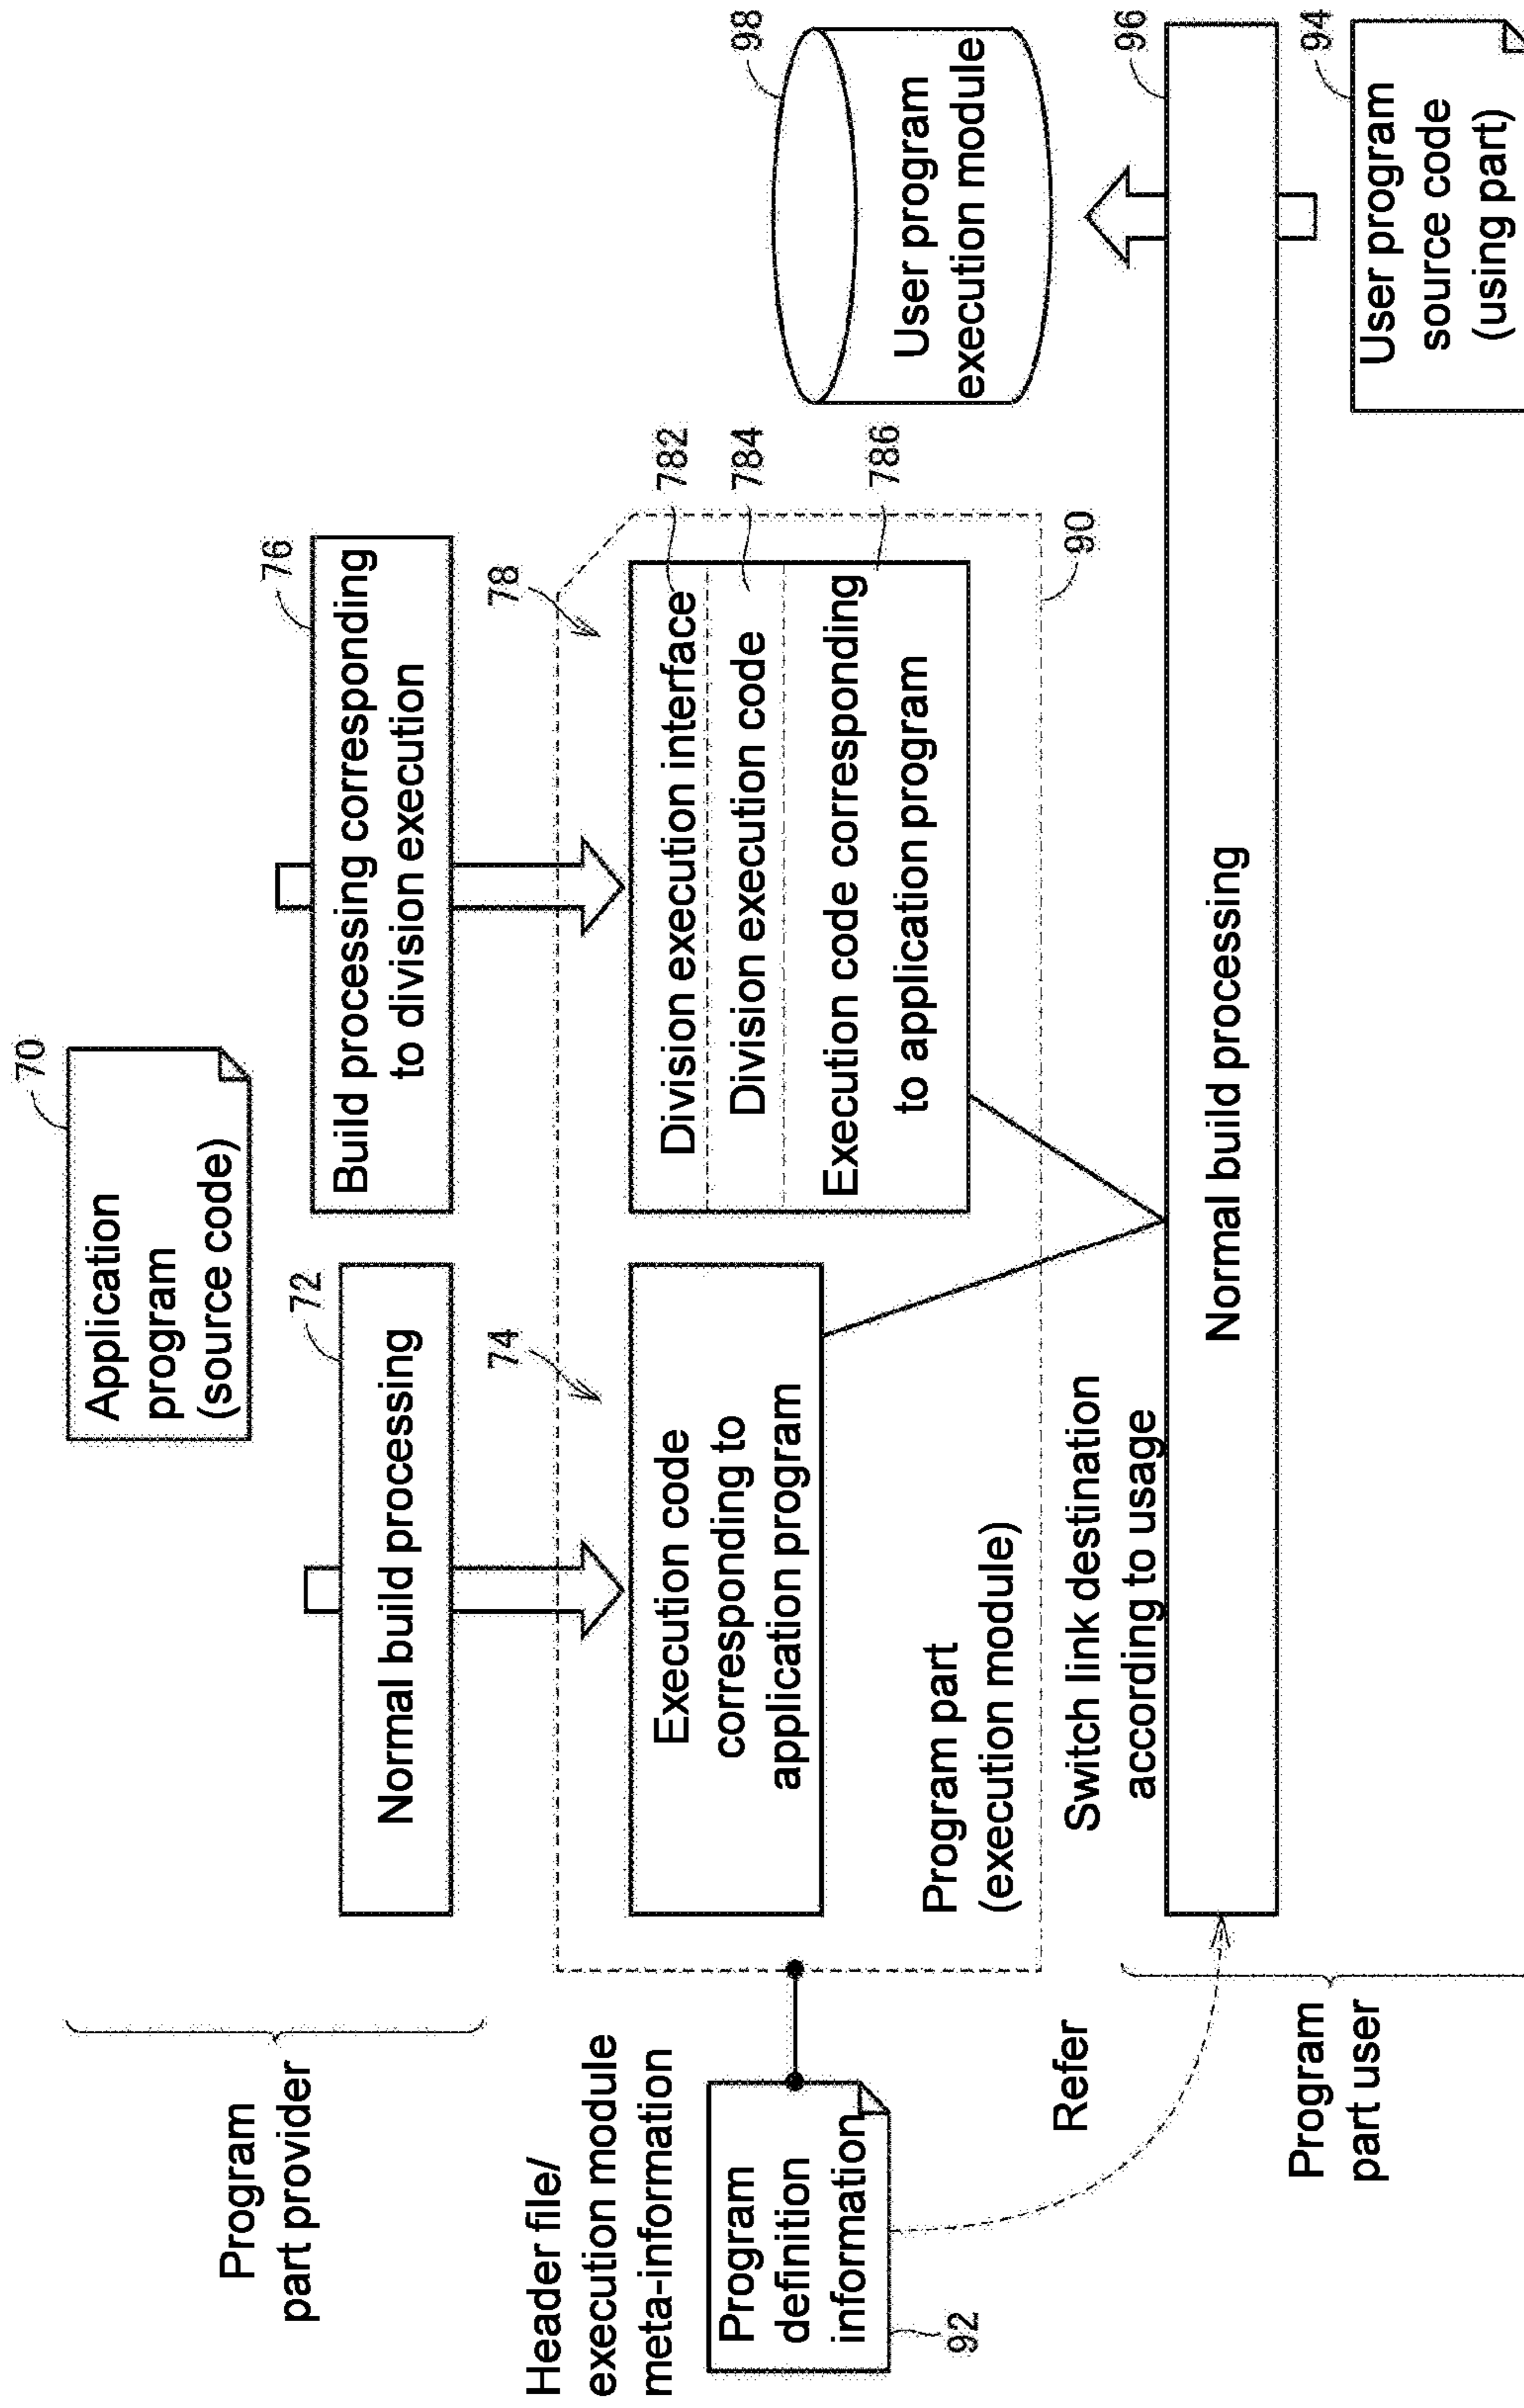 70
Application
program
(source code)
Program
part provider
72
Normal build processing
76
Build processing corresponding
to division execution
Header file/
execution module
meta-information
74
78
Execution code
corresponding to
application program
Division execution interface
782
Division execution code
784
Execution code corresponding
to application program
786
Program
definition
information
92
Program part
(execution module)
90
User program
execution module
98
Refer
Switch link destination
according to usage
Normal build processing
96
Program
part user
94
User program
source code
(using part)